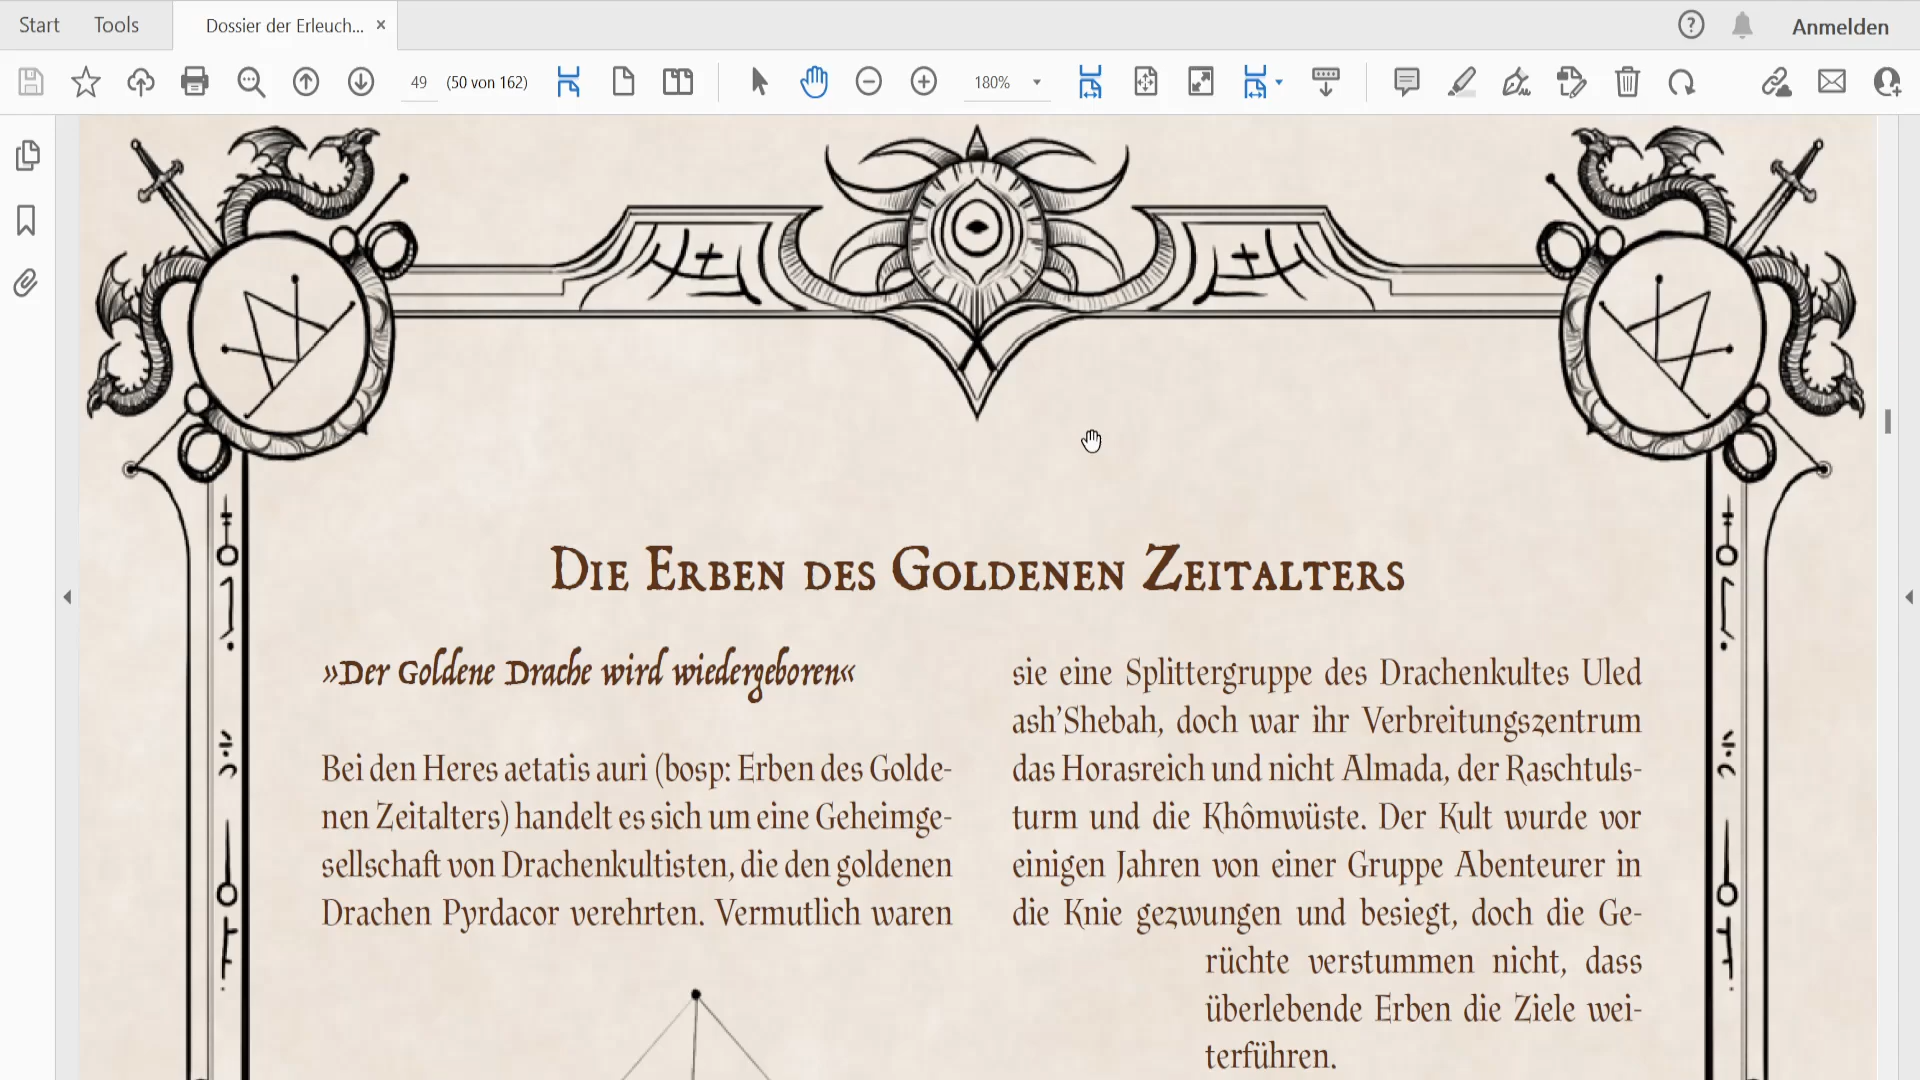 Start
Tools
Dossier der Erleuch...
Anmelden
49
(50 von 162)
180%
Die Erben des Goldenen Zeitalters
»Der Goldene Drache wird wiedergeboren«
Bei den Heres aetatis auri (bosp: Erben des Golde-
nen Zeitalters) handelt es sich um eine Geheimge-
sellschaft von Drachenkultisten, die den goldenen
Drachen Pyrdacor verehrten. Vermutlich waren
sie eine Splittergruppe des Drachenkultes Uled
ash'Shebah, doch war ihr Verbreitungszentrum
das Horasreich und nicht Almada, der Raschtuls-
turm und die Khômwüste. Der Kult wurde vor
einigen Jahren von einer Gruppe Abenteurer in
die Knie gezwungen und besiegt, doch die Ge-
rüchte verstummen nicht, dass
überlebende Erben die Ziele wei-
terführen.